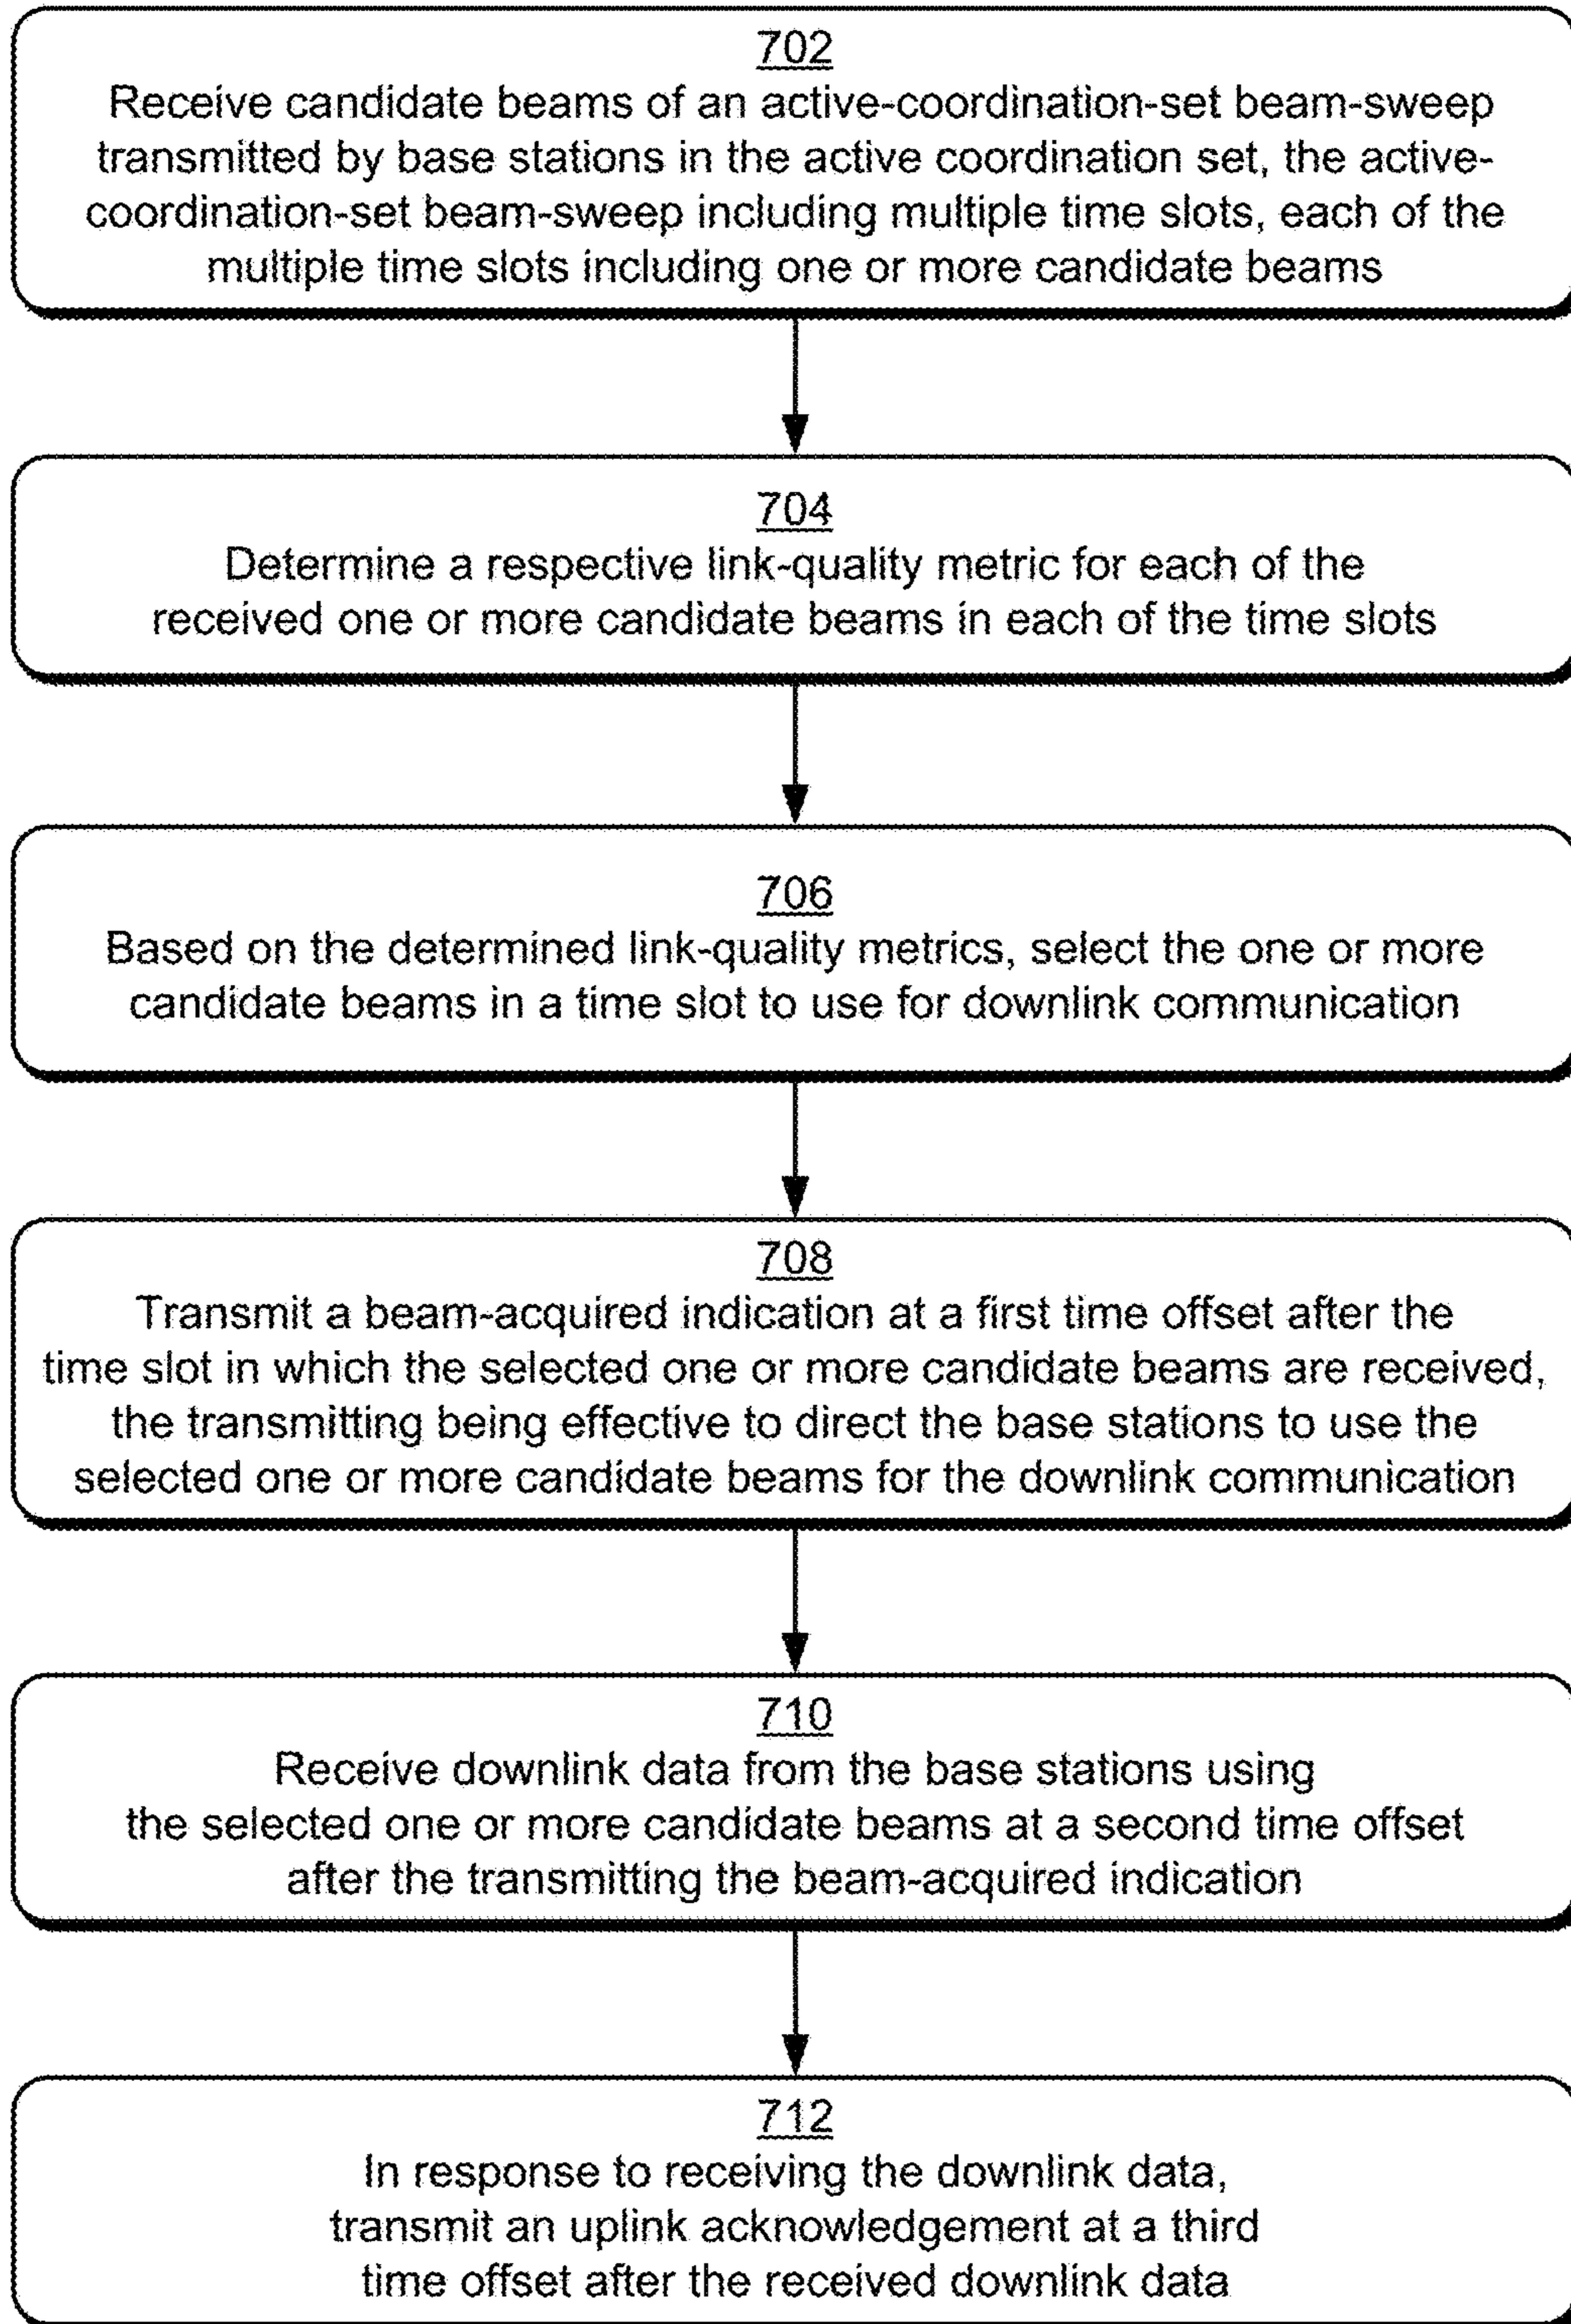 702
Receive candidate beams of an active-coordination-set beam-sweep
transmitted by base stations in the active coordination set, the active-
coordination-set beam-sweep including multiple time slots, each of the
multiple time slots including one or more candidate beams
704
Determine a respective link-quality metric for each of the
received one or more candidate beams in each of the time slots
706
Based on the determined link-quality metrics, select the one or more
candidate beams in a time slot to use for downlink communication
708
Transmit a beam-acquired indication at a first time offset after the
time slot in which the selected one or more candidate beams are received,
the transmitting being effective to direct the base stations to use the
selected one or more candidate beams for the downlink communication
710
Receive downlink data from the base stations using
the selected one or more candidate beams at a second time offset
after the transmitting the beam-acquired indication
712
In response to receiving the downlink data,
transmit an uplink acknowledgement at a third
time offset after the received downlink data